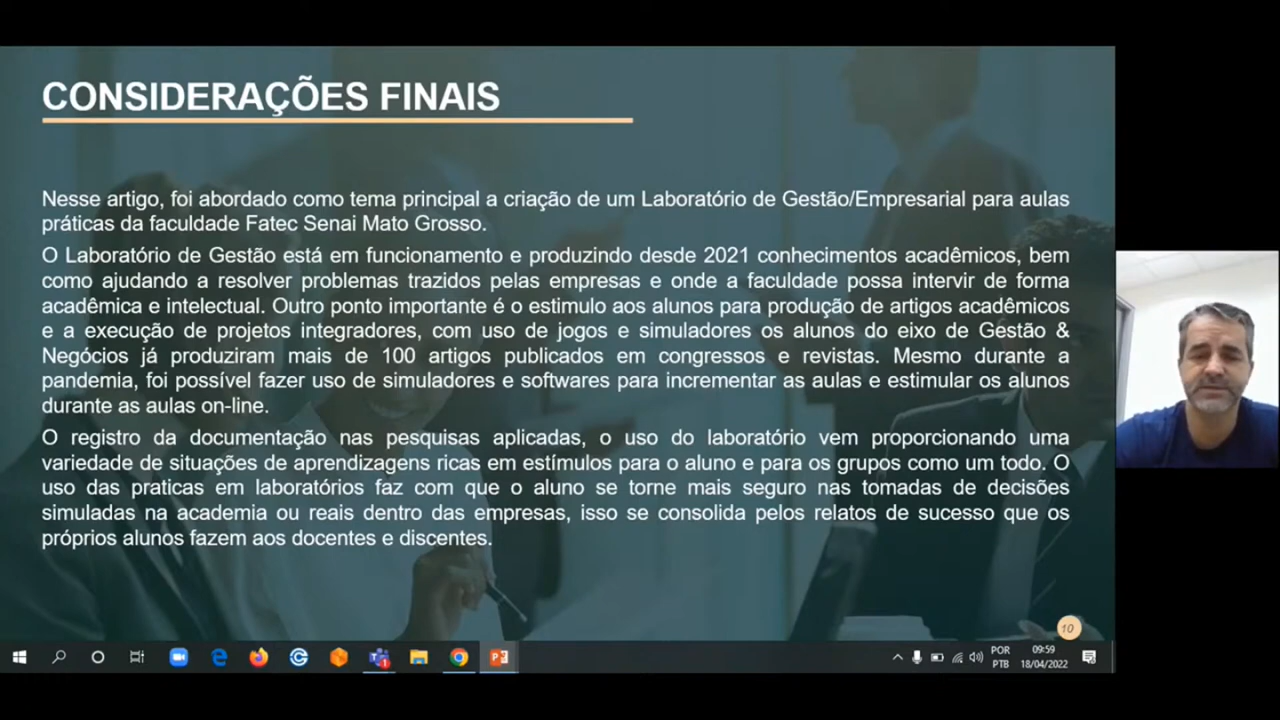 CONSIDERAÇÕES FINAIS
Nesse artigo, foi abordado como tema principal a criação de um Laboratório de Gestão/Empresarial para aulas
práticas da faculdade Fatec Senai Mato Grosso.
O Laboratório de Gestão está em funcionamento e produzindo desde 2021 conhecimentos acadêmicos, bem
como ajudando a resolver problemas trazidos pelas empresas e onde a faculdade possa intervir de forma
acadêmica e intelectual. Outro ponto importante é o estimulo aos alunos para produção de artigos acadêmicos
e a execução de projetos integradores, com uso de jogos e simuladores os alunos do eixo de Gestão &
Negócios já produziram mais de 100 artigos publicados em congressos e revistas. Mesmo durante a
pandemia, foi possível fazer uso de simuladores e softwares para incrementar as aulas e estimular os alunos
durante as aulas on-line.
O registro da documentação nas pesquisas aplicadas, o uso do laboratório vem proporcionando uma
variedade de situações de aprendizagens ricas em estímulos para o aluno e para os grupos como um todo. O
uso das praticas em laboratórios faz com que o aluno se torne mais seguro nas tomadas de decisões
simuladas na academia ou reais dentro das empresas, isso se consolida pelos relatos de sucesso que os
próprios alunos fazem aos docentes e discentes.
10
POR
PTB
09:59
18/04/2022